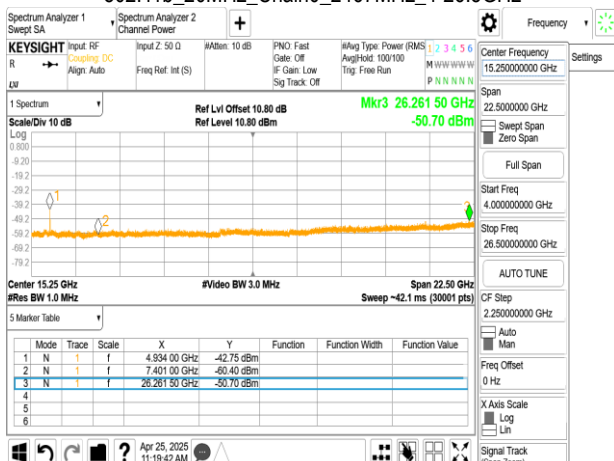 Spectrum Analyzer 1
Swept SA
Spectrum Analyzer 2
Channel Power
+
Frequency
KEYSIGHT
R
LXI
Input: RF
Coupling: DC
Align: Auto
Input Z: 50 Ω
Freq Ref: Int (S)
#Atten: 10 dB
PNO: Fast
Gate: Off
IF Gain: Low
Sig Track: Off
#Avg Type: Power (RMS
Avg|Hold: 100/100
Trig: Free Run
1 2 3 4 5 6
M W W W W W
P N N N N N
1 Spectrum
Scale/Div 10 dB
Log
Ref Lvl Offset 10.80 dB
Ref Level 10.80 dBm
Mkr3 26.261 50 GHz
-50.70 dBm
0.800
-9.20
-19.2
-29.2
-39.2
-49.2
-59.2
-69.2
-79.2
1
2
Center 15.25 GHz
#Res BW 1.0 MHz
#Video BW 3.0 MHz
Span 22.50 GHz
Sweep ~42.1 ms (30001 pts)
5 Marker Table
Mode Trace Scale X Y Function Function Width Function Value
1 N 1 f 4.934 00 GHz -42.75 dBm
2 N 1 f 7.401 00 GHz -60.40 dBm
3 N 1 f 26.261 50 GHz -50.70 dBm
4
5
6
Apr 25, 2025
11:19:42 AM
Center Frequency
15.250000000 GHz
Settings
Span
22.5000000 GHz
Swept Span
Zero Span
Full Span
Start Freq
4.000000000 GHz
Stop Freq
26.500000000 GHz
AUTO TUNE
CF Step
2.250000000 GHz
Auto
Man
Freq Offset
0 Hz
X Axis Scale
Log
Lin
Signal Track